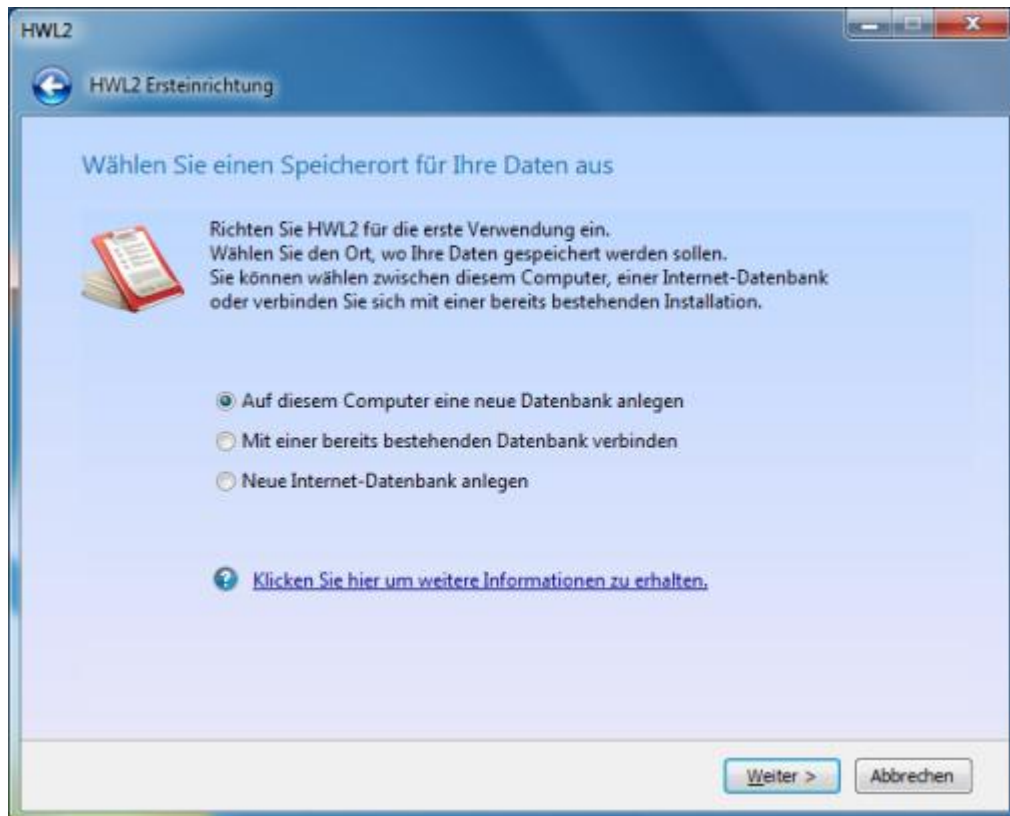 HWL2
HWL2 Ersteinrichtung
Wählen Sie einen Speicherort für Ihre Daten aus
Richten Sie HWL2 für die erste Verwendung ein.
Wählen Sie den Ort, wo Ihre Daten gespeichert werden sollen.
Sie können wählen zwischen diesem Computer, einer Internet-Datenbank
oder verbinden Sie sich mit einer bereits bestehenden Installation.
Auf diesem Computer eine neue Datenbank anlegen
Mit einer bereits bestehenden Datenbank verbinden
Neue Internet-Datenbank anlegen
Klicken Sie hier um weitere Informationen zu erhalten.
Weiter > Abbrechen